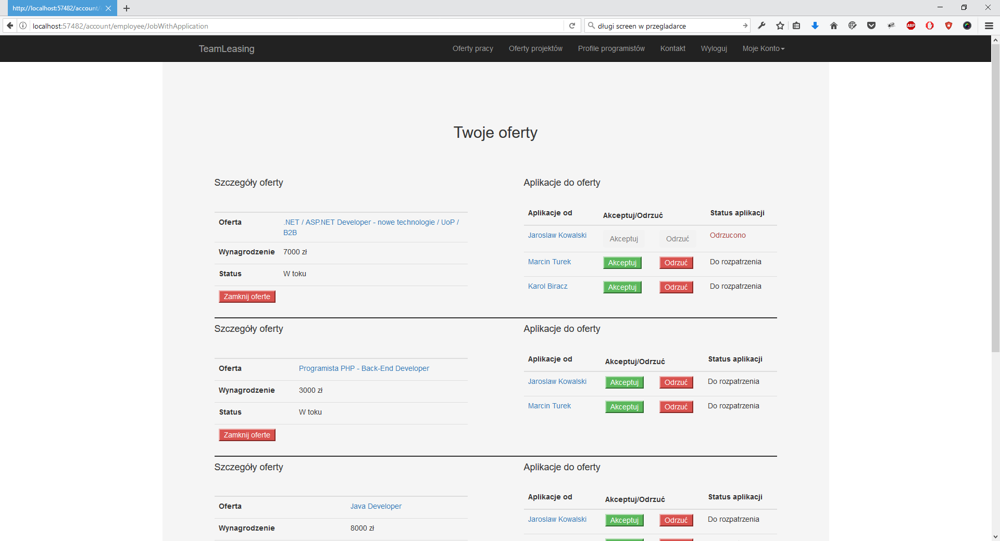 http://localhost:57482/account/
localhost:57482/account/employee/JobWithApplication
długi screen w przegladarce
ABP
TeamLeasing
Oferty pracy
Oferty projektów
Profile programistów
Kontakt
Wyloguj
Moje Konto
Twoje oferty
Szczegóły oferty
Oferta
.NET / ASP.NET Developer - nowe technologie / UoP /
B2B
Wynagrodzenie 7000 zł
Status W toku
Zamknij oferte
Aplikacje do oferty
Aplikacje od Akceptuj/Odrzuć Status aplikacji
Jaroslaw Kowalski Akceptuj Odrzuć Odrzucono
Marcin Turek Akceptuj Odrzuć Do rozpatrzenia
Karol Biracz Akceptuj Odrzuć Do rozpatrzenia
Szczegóły oferty
Oferta Programista PHP - Back-End Developer
Wynagrodzenie 3000 zł
Status W toku
Zamknij oferte
Aplikacje do oferty
Aplikacje od Akceptuj/Odrzuć Status aplikacji
Jaroslaw Kowalski Akceptuj Odrzuć Do rozpatrzenia
Marcin Turek Akceptuj Odrzuć Do rozpatrzenia
Szczegóły oferty
Oferta Java Developer
Wynagrodzenie 8000 zł
Aplikacje do oferty
Aplikacje od Akceptuj/Odrzuć Status aplikacji
Jaroslaw Kowalski Akceptuj Odrzuć Do rozpatrzenia